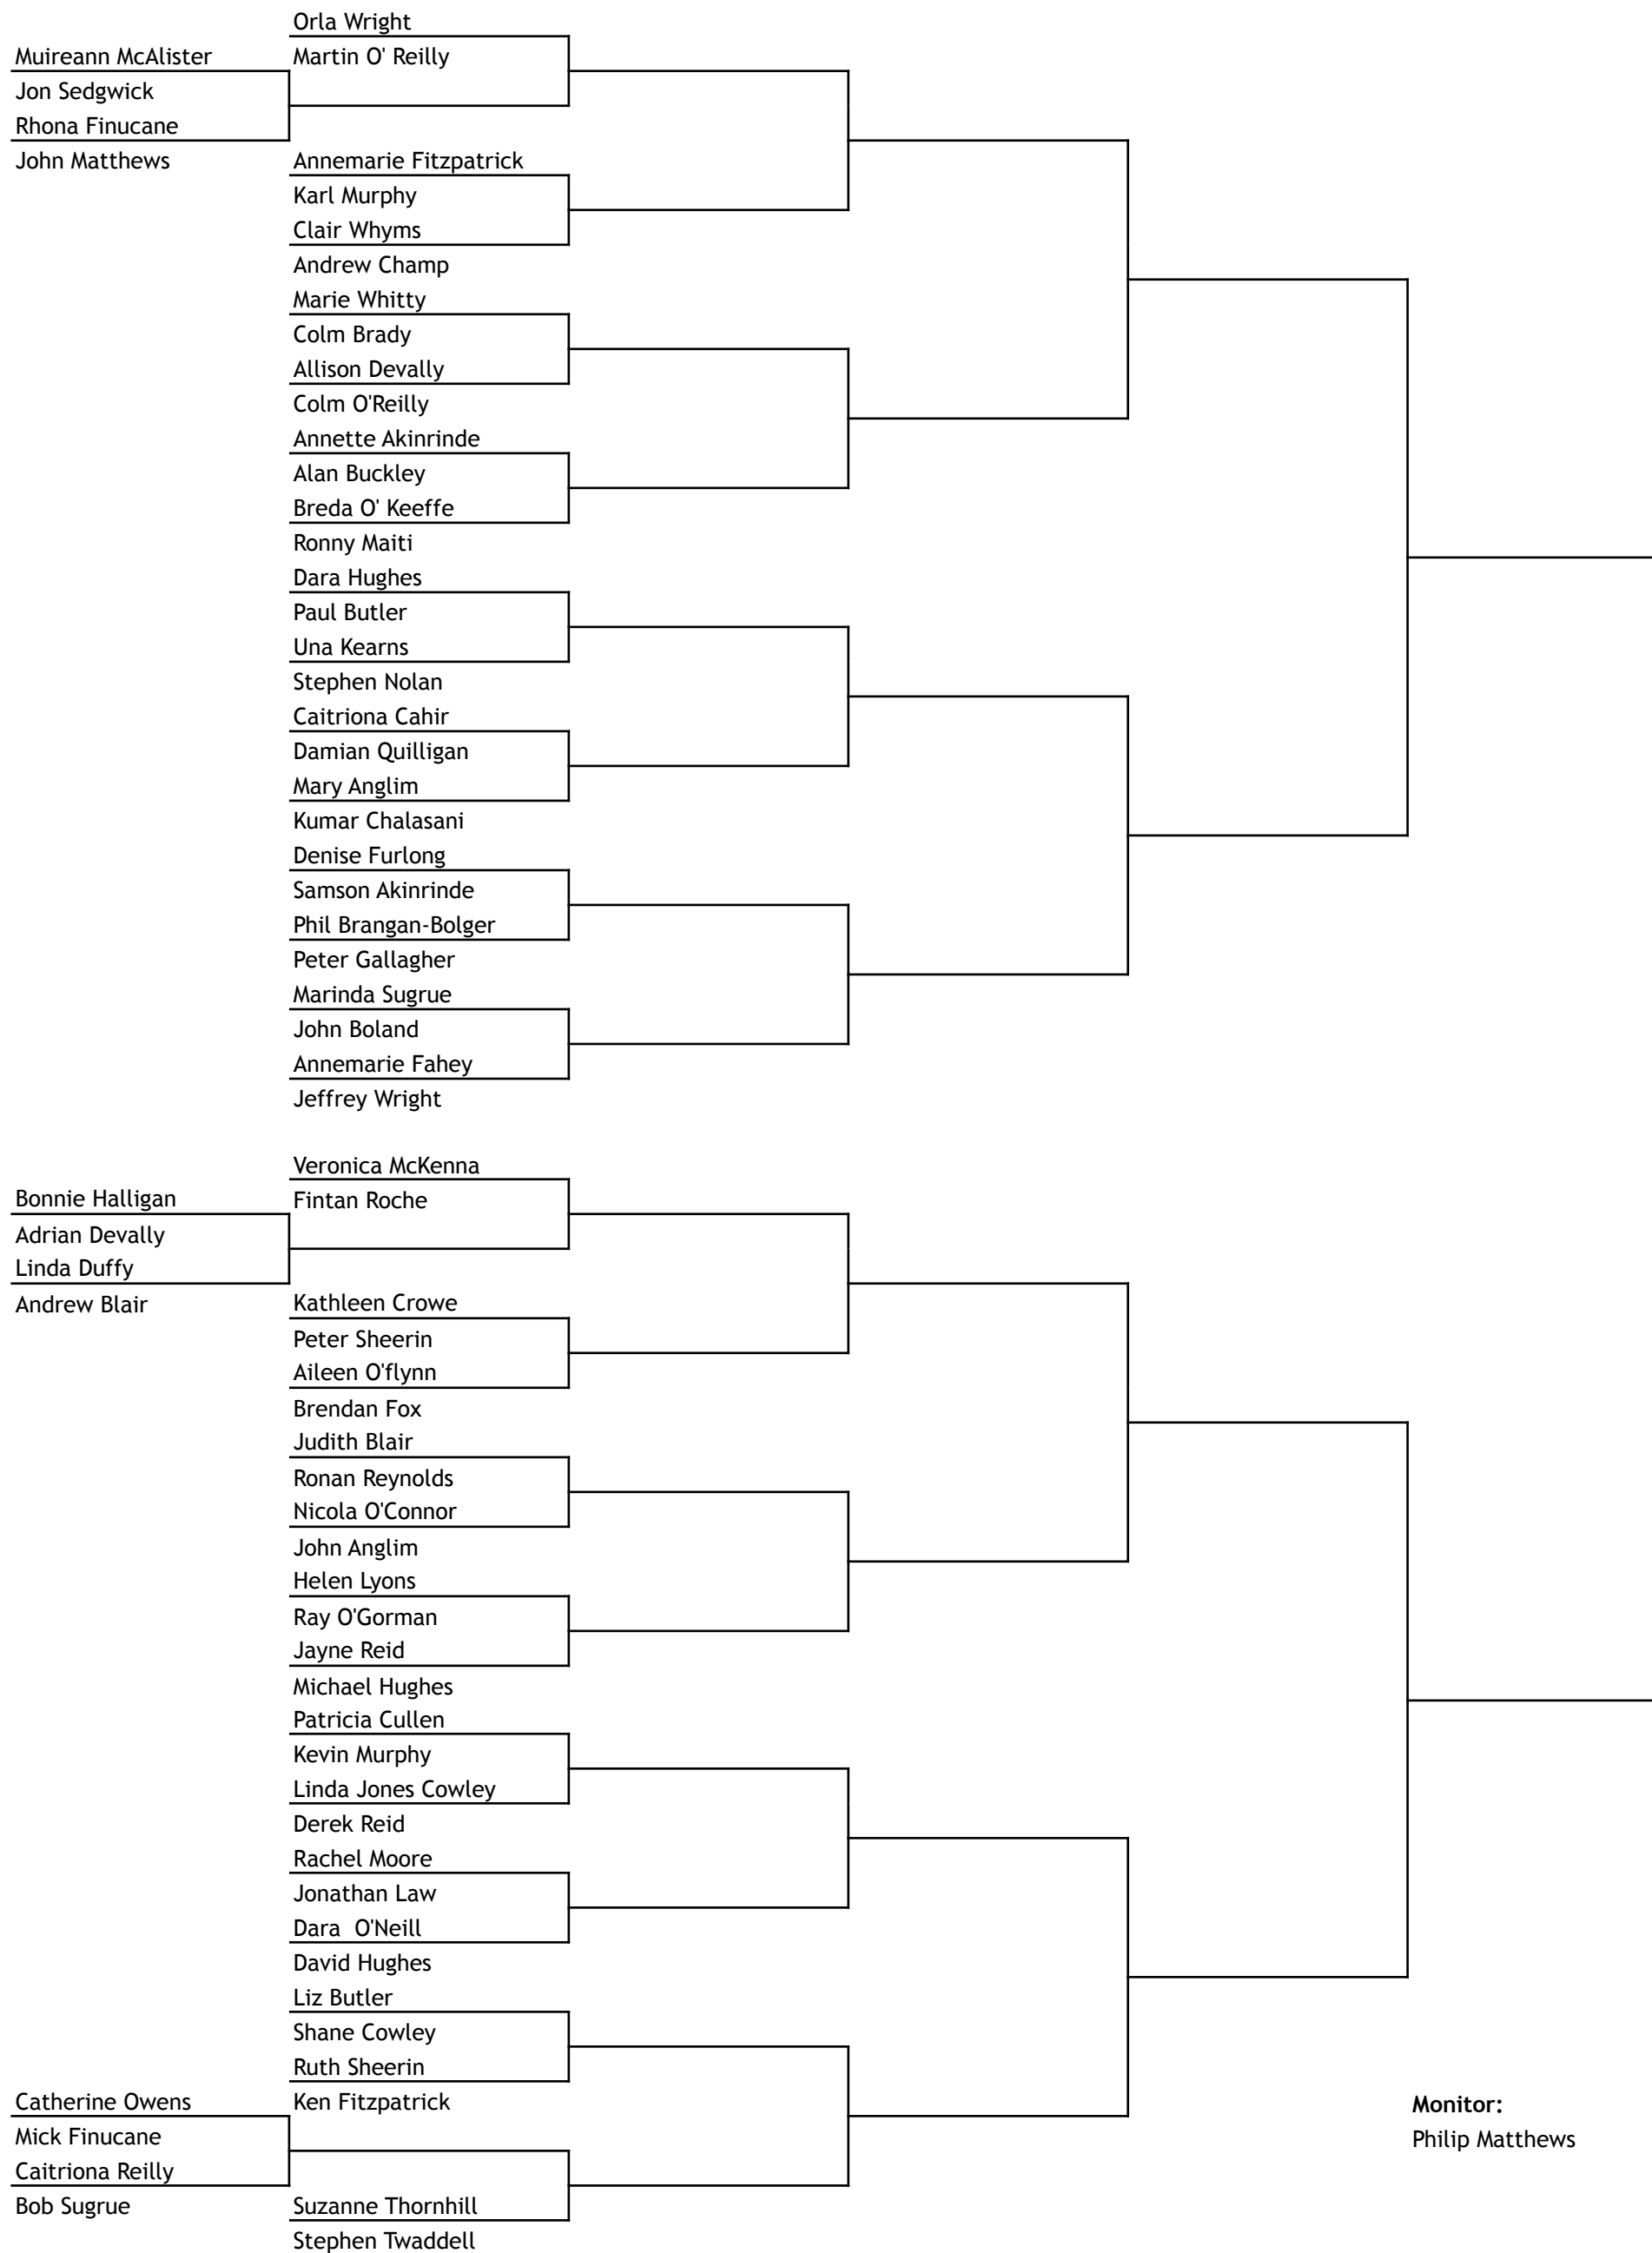 Orla Wright
Muireann McAlister
Martin O' Reilly
Jon Sedgwick
Rhona Finucane
John Matthews
Annemarie Fitzpatrick
Karl Murphy
Clair Whyms
Andrew Champ
Marie Whitty
Colm Brady
Allison Devally
Colm O'Reilly
Annette Akinrinde
Alan Buckley
Breda O' Keeffe
Ronny Maiti
Dara Hughes
Paul Butler
Una Kearns
Stephen Nolan
Caitriona Cahir
Damian Quilligan
Mary Anglim
Kumar Chalasani
Denise Furlong
Samson Akinrinde
Phil Brangan-Bolger
Peter Gallagher
Marinda Sugrue
John Boland
Annemarie Fahey
Jeffrey Wright
Veronica McKenna
Bonnie Halligan
Fintan Roche
Adrian Devally
Linda Duffy
Andrew Blair
Kathleen Crowe
Peter Sheerin
Aileen O'flynn
Brendan Fox
Judith Blair
Ronan Reynolds
Nicola O'Connor
John Anglim
Helen Lyons
Ray O'Gorman
Jayne Reid
Michael Hughes
Patricia Cullen
Kevin Murphy
Linda Jones Cowley
Derek Reid
Rachel Moore
Jonathan Law
Dara  O'Neill
David Hughes
Liz Butler
Shane Cowley
Ruth Sheerin
Catherine Owens
Ken Fitzpatrick
Monitor:
Mick Finucane
Philip Matthews
Caitriona Reilly
Bob Sugrue
Suzanne Thornhill
Stephen Twaddell